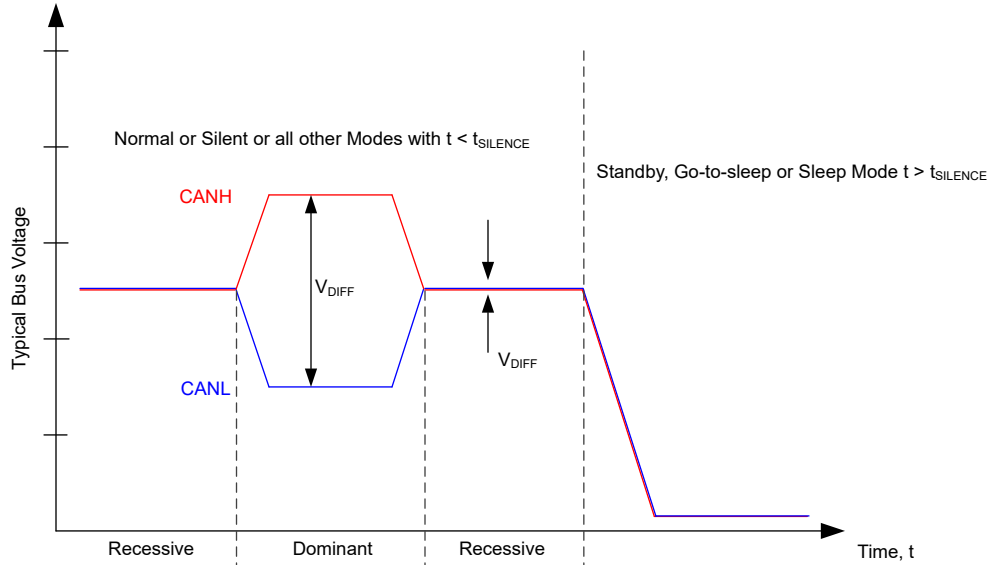 Normal or Silent or all other Modes with t < tSILENCE
Standby, Go-to-sleep or Sleep Mode t > tSILENCE
CANH
Typical Bus Voltage
VDIFF
VDIFF
CANL
Recessive
Dominant
Recessive
Time, t